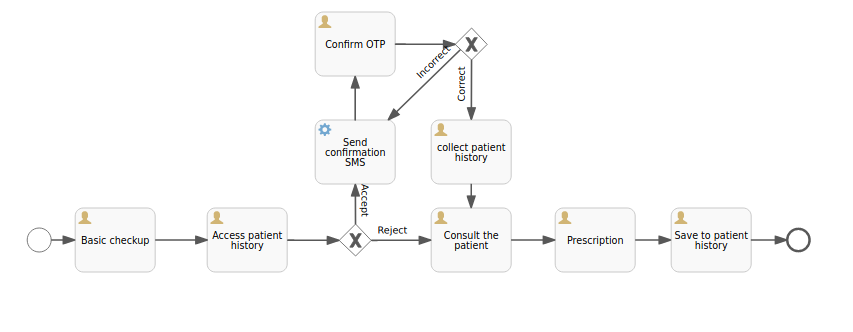 Confirm OTP
Incorrect
Correct
Send
confirmation
SMS
collect patient
history
Accept
Basic checkup
Access patient
history
Reject
Consult the
patient
Prescription
Save to patient
history